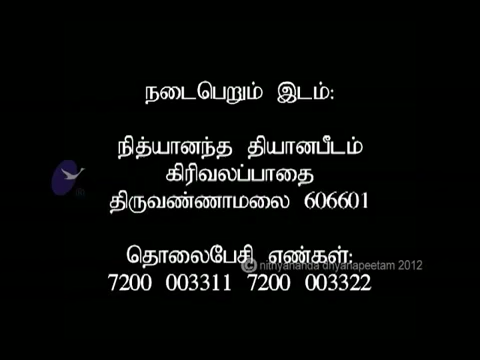 நடைபெறும் இடம்:
நித்யானந்த தியானபீடம்
கிரிவலப்பாதை
திருவண்ணாமலை 606601
தொலைபேசி எண்கள்:
© nithyananda dhyanapeetam 2012
7200 003311 7200 003322